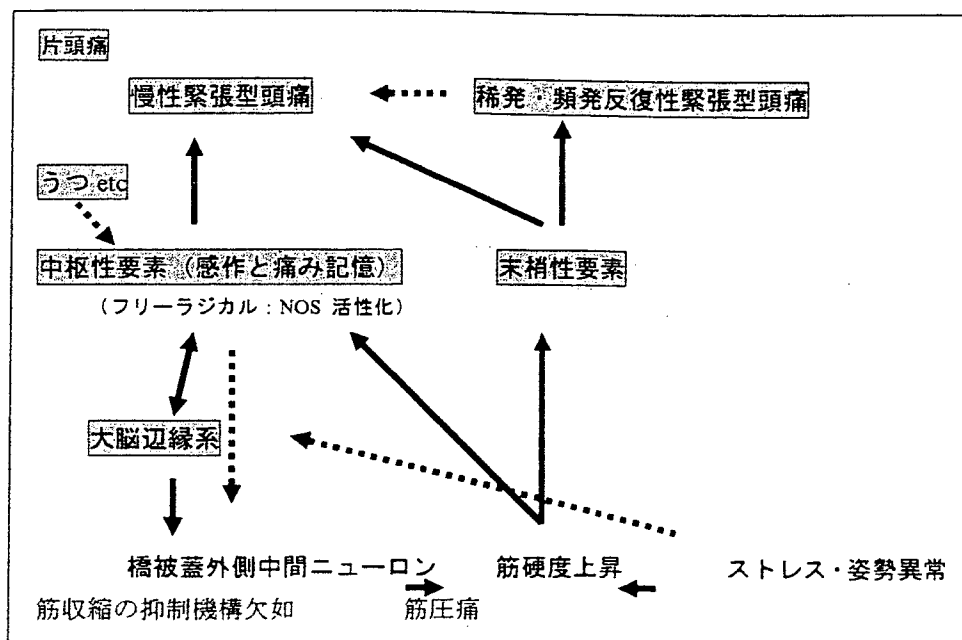 片頭痛
慢性緊張型頭痛 稀発・頻発反復性緊張型頭痛
うつ etc
中枢性要素（感作と痛み記憶） 末梢性要素
（フリーラジカル：NOS 活性化）
大脳辺縁系
橋被蓋外側中間ニューロン 筋硬度上昇 ストレス・姿勢異常
筋収縮の抑制機構欠如 筋圧痛